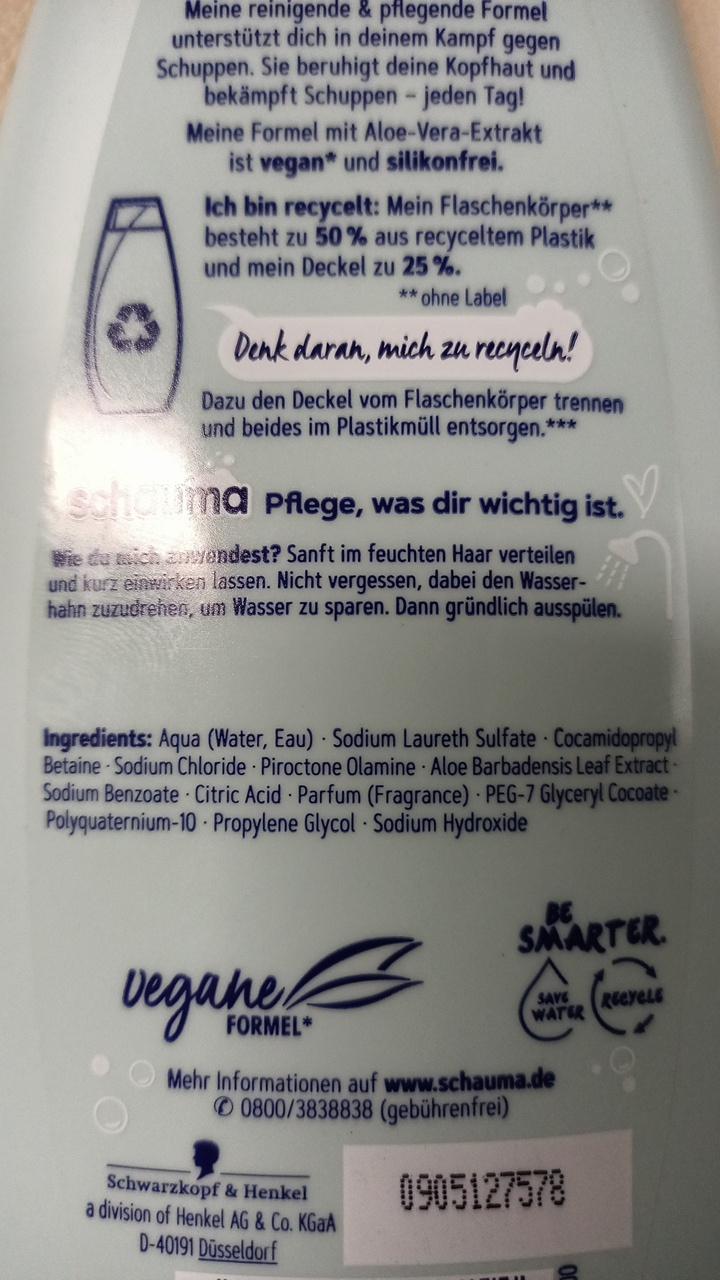 Meine reinigende & pflegende Formel
unterstützt dich in deinem Kampf gegen
Schuppen. Sie beruhigt deine Kopfhaut und
bekämpft Schuppen – jeden Tag!
Meine Formel mit Aloe-Vera-Extrakt
ist vegan* und silikonfrei.
Ich bin recycelt: Mein Flaschenkörper**
besteht zu 50 % aus recyceltem Plastik
und mein Deckel zu 25 %.
** ohne Label
Denk daran, mich zu recyceln!
Dazu den Deckel vom Flaschenkörper trennen
und beides im Plastikmüll entsorgen.***
schauma Pflege, was dir wichtig ist.
Wie du mich anwendest? Sanft im feuchten Haar verteilen
und kurz einwirken lassen. Nicht vergessen, dabei den Wasser-
hahn zuzudrehen, um Wasser zu sparen. Dann gründlich ausspülen.
Ingredients: Aqua (Water, Eau) · Sodium Laureth Sulfate · Cocamidopropyl
Betaine · Sodium Chloride · Piroctone Olamine · Aloe Barbadensis Leaf Extract ·
Sodium Benzoate · Citric Acid · Parfum (Fragrance) · PEG-7 Glyceryl Cocoate ·
Polyquaternium-10 · Propylene Glycol · Sodium Hydroxide
BE
SMARTER.
SAVE
WATER
RECYCLE
vegane
FORMEL*
Mehr Informationen auf www.schauma.de
✆ 0800/3838838 (gebührenfrei)
Schwarzkopf & Henkel
a division of Henkel AG & Co. KGaA
D-40191 Düsseldorf
0905127578